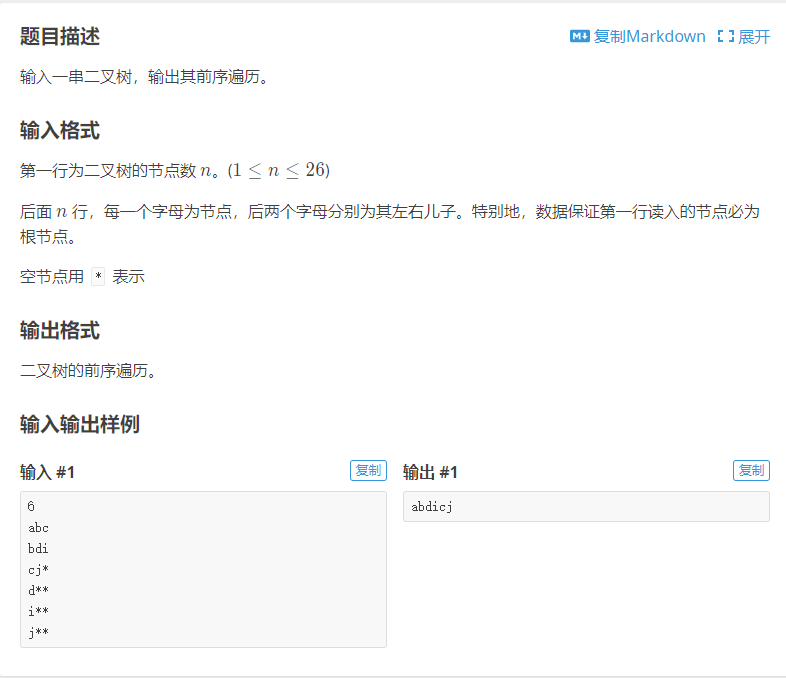 题目描述
复制Markdown 展开
输入一串二叉树，输出其前序遍历。
输入格式
第一行为二叉树的节点数 n。(1 ≤ n ≤ 26)
后面 n 行，每一个字母为节点，后两个字母分别为其左右儿子。特别地，数据保证第一行读入的节点必为
根节点。
空节点用 * 表示
输出格式
二叉树的前序遍历。
输入输出样例
输入 #1
复制
6
abc
bdi
cj*
d**
i**
j**
输出 #1
复制
abdicj